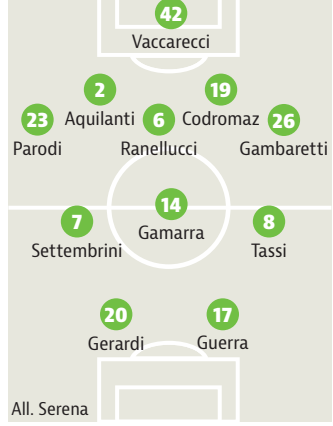 42
Vaccarecci
2 19
23 Aquilanti 6 Codromaz 26
Parodi Ranellucci Gambaretti
14
7 Gamarra 8
Settembrini Tassi
20 17
Gerardi Guerra
All. Serena